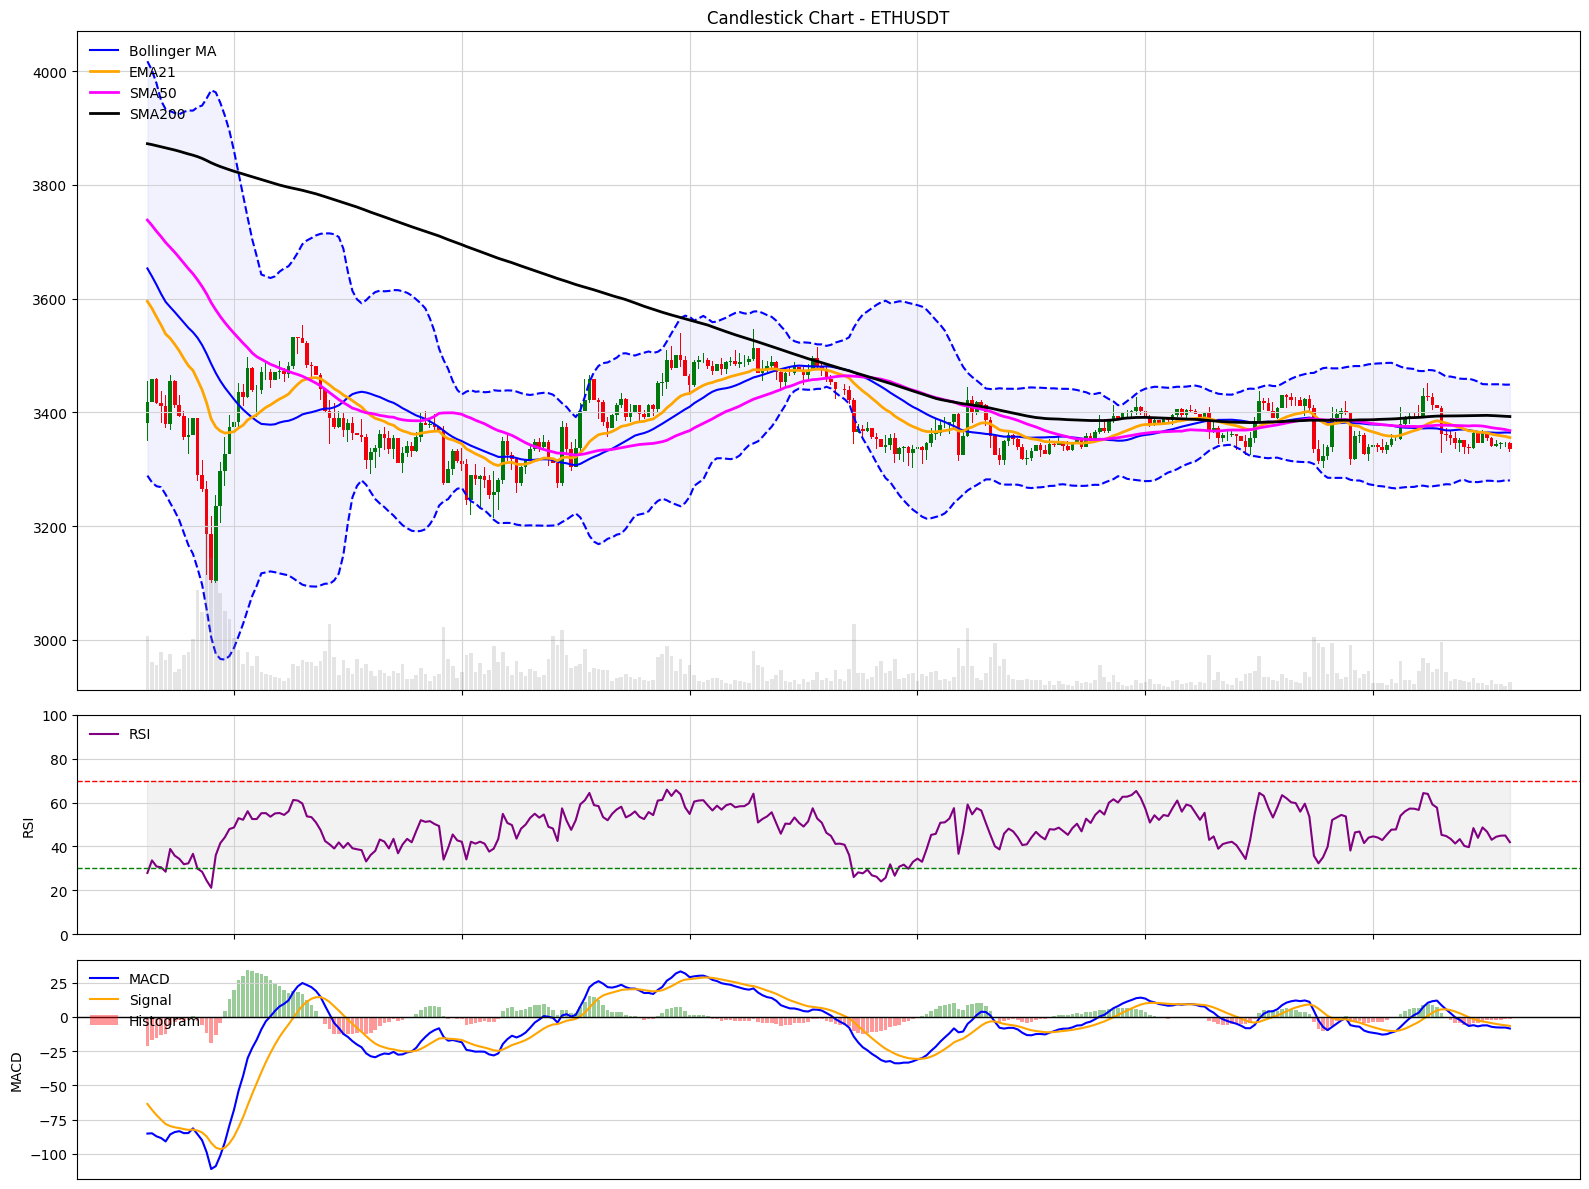 Candlestick Chart - ETHUSDT
Bollinger MA
EMA21
SMA50
SMA200
4000
3800
3600
3400
3200
3000
RSI
RSI
100
80
60
40
20
0
MACD
Signal
Histogram
MACD
25
0
−25
−50
−75
−100